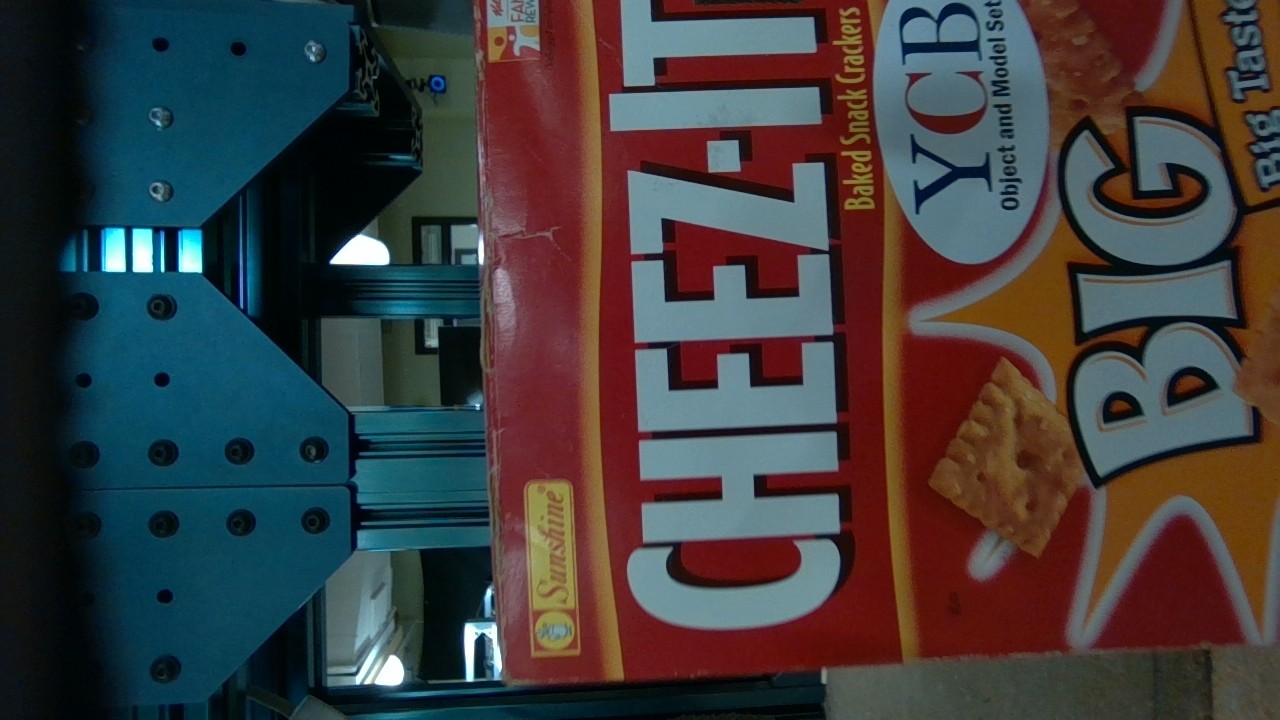 Sunshine
CHEEZ-IT
Baked Snack Crackers
YCB
Object and Model Set
BIG
Big Taste